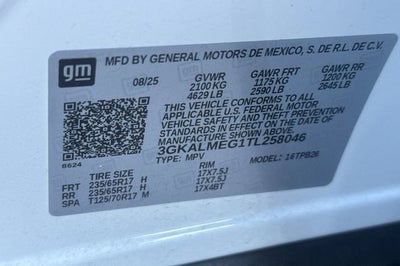 MFD BY GENERAL MOTORS DE MEXICO, S. DE R.L. DE C.V.
gm
08/25 GVWR GAWR FRT GAWR RR
2100 KG 1175 KG 1200 KG
4629 LB 2590 LB 2645 LB
THIS VEHICLE CONFORMS TO ALL
APPLICABLE U.S. FEDERAL MOTOR
VEHICLE SAFETY
STANDARDS IN EFFECT ON THE DATE OF
MANUFACTURE SHOWN ABOVE.
3GKALMEG1TL258046
8624
TYPE: MPV MODEL: 16TPB26
TIRE SIZE RIM
FRT 235/65R17 H 17X7.5J
RR 235/65R17 H 17X7.5J
SPA T125/70R17 M 17X4BT